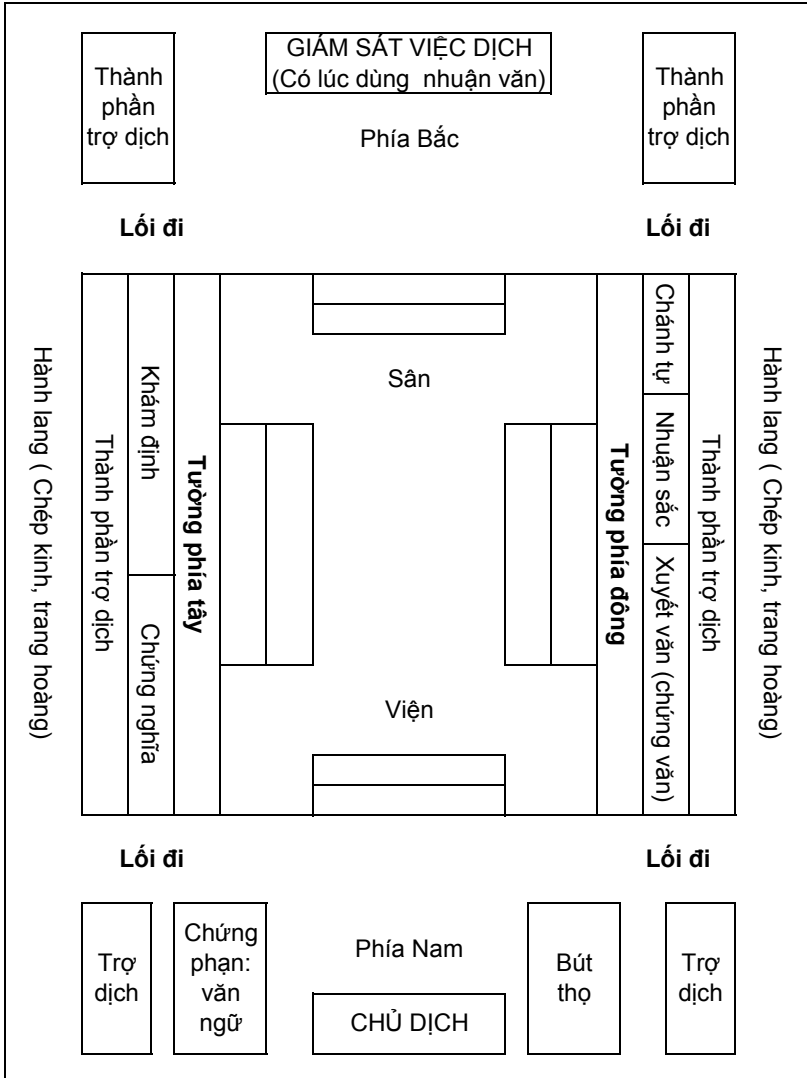 Thành
phần
trợ dịch
GIÁM SÁT VIỆC DỊCH
(Có lúc dùng nhuận văn)
Thành
phần
trợ dịch
Phía Bắc
Lối đi
Lối đi
Hành lang ( Chép kinh, trang hoàng)
Thành phần trợ dịch
Khám định
Chứng nghĩa
Tường phía tây
Sân
Viện
Tường phía đông
Chánh tự
Nhuận sắc
Xuyết văn (chứng văn)
Thành phần trợ dịch
Hành lang ( Chép kinh, trang hoàng)
Lối đi
Lối đi
Trợ
dịch
Chứng
phạn:
văn
ngữ
Phía Nam
CHỦ DỊCH
Bút
thọ
Trợ
dịch